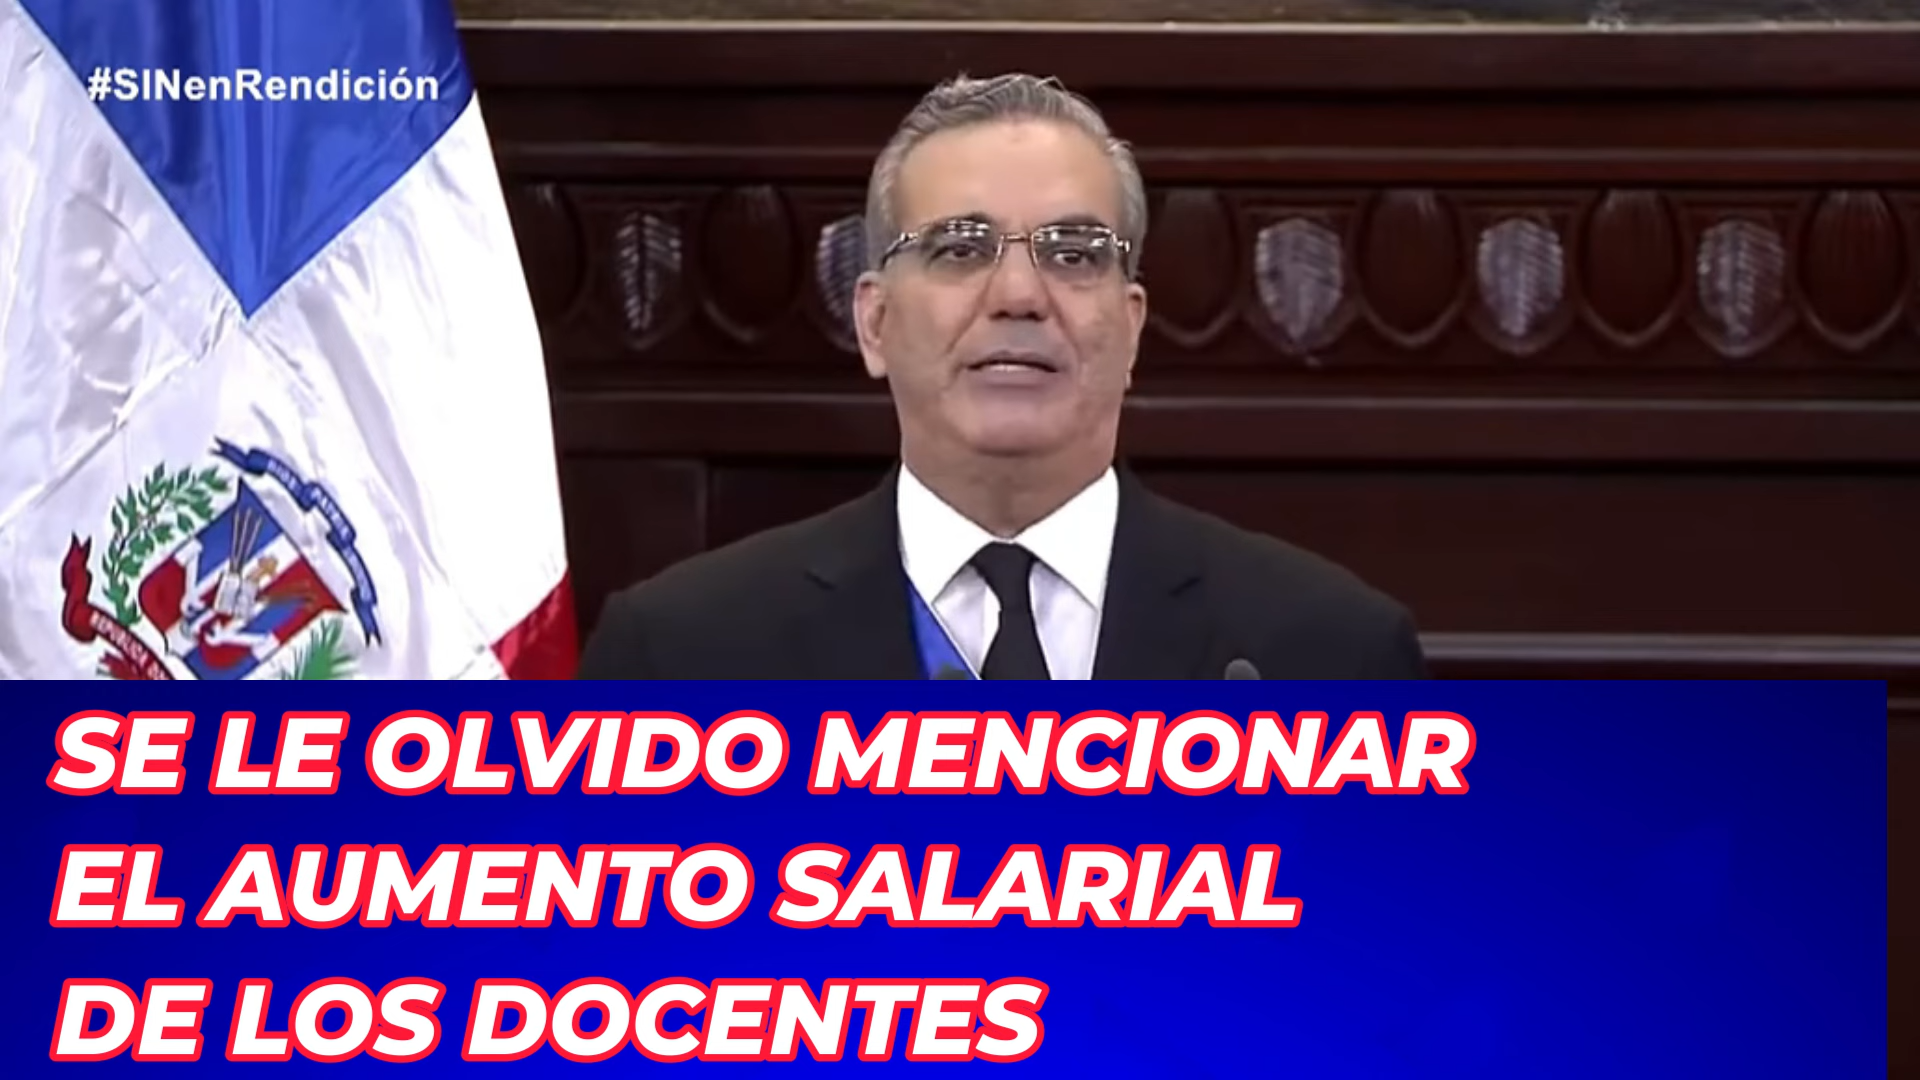 #SINenRendición
SE LE OLVIDO MENCIONAR
EL AUMENTO SALARIAL
DE LOS DOCENTES